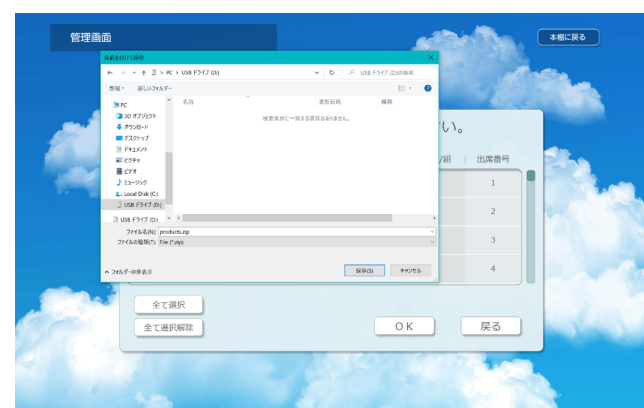 管理画面
本棚に戻る
名前を付けて保存
PC › USB ドライブ (D:)
USB ドライブ (D:)の検索
整理
新しいフォルダー
名前
更新日時
種類
検索条件に一致する項目はありません。
PC
3D オブジェクト
ダウンロード
デスクトップ
ドキュメント
ピクチャ
ビデオ
ミュージック
Local Disk (C:)
USB ドライブ (D:)
USB ドライブ (D:)
ファイル名(N): products.zip
ファイルの種類(T): File (*.zip)
フォルダーの非表示
保存(S)
キャンセル
い。
/組
出席番号
1
2
3
4
全て選択
全て選択解除
OK
戻る